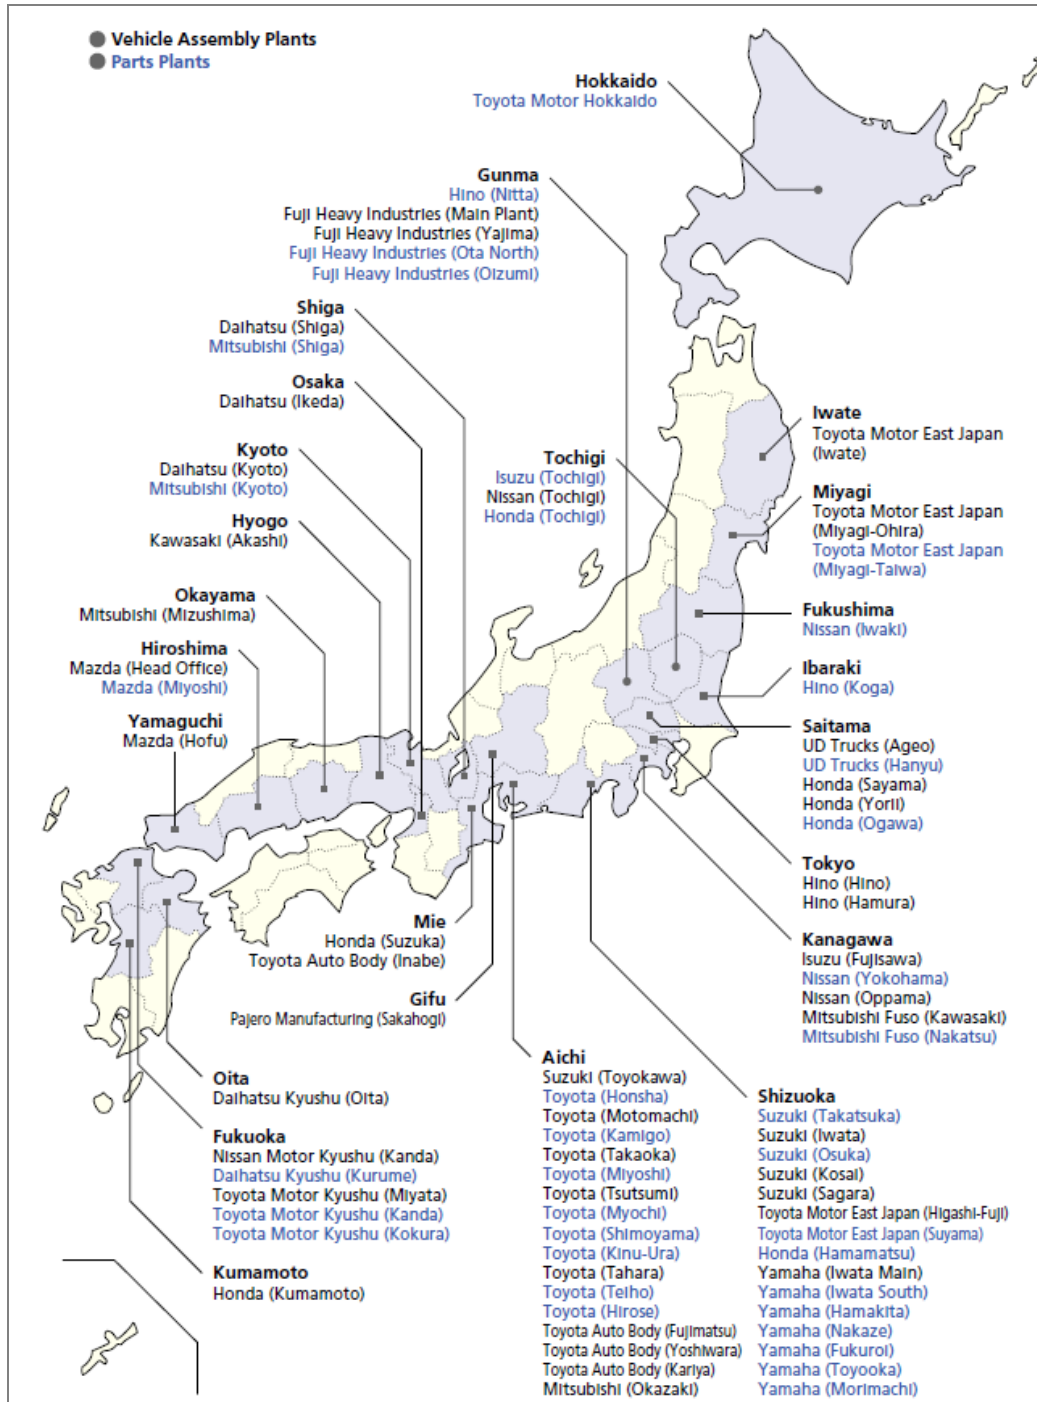 Vehicle Assembly Plants
Parts Plants
Hokkaido
Toyota Motor Hokkaido
Gunma
Hino (Nitta)
Fuji Heavy Industries (Main Plant)
Fuji Heavy Industries (Yajima)
Fuji Heavy Industries (Ota North)
Fuji Heavy Industries (Oizumi)
Shiga
Daihatsu (Shiga)
Mitsubishi (Shiga)
Osaka
Daihatsu (Ikeda)
Kyoto
Daihatsu (Kyoto)
Mitsubishi (Kyoto)
Hyogo
Kawasaki (Akashi)
Okayama
Mitsubishi (Mizushima)
Hiroshima
Mazda (Head Office)
Mazda (Miyoshi)
Yamaguchi
Mazda (Hofu)
Tochigi
Isuzu (Tochigi)
Nissan (Tochigi)
Honda (Tochigi)
Iwate
Toyota Motor East Japan
(Iwate)
Miyagi
Toyota Motor East Japan
(Miyagi-Ohira)
Toyota Motor East Japan
(Miyagi-Taiwa)
Fukushima
Nissan (Iwaki)
Ibaraki
Hino (Koga)
Saitama
UD Trucks (Ageo)
UD Trucks (Hanyu)
Honda (Sayama)
Honda (Yorii)
Honda (Ogawa)
Tokyo
Hino (Hino)
Hino (Hamura)
Kanagawa
Isuzu (Fujisawa)
Nissan (Yokohama)
Nissan (Oppama)
Mitsubishi Fuso (Kawasaki)
Mitsubishi Fuso (Nakatsu)
Mie
Honda (Suzuka)
Toyota Auto Body (Inabe)
Gifu
Pajero Manufacturing (Sakahogi)
Oita
Daihatsu Kyushu (Oita)
Fukuoka
Nissan Motor Kyushu (Kanda)
Daihatsu Kyushu (Kurume)
Toyota Motor Kyushu (Miyata)
Toyota Motor Kyushu (Kanda)
Toyota Motor Kyushu (Kokura)
Kumamoto
Honda (Kumamoto)
Aichi
Suzuki (Toyokawa)
Toyota (Honsha)
Toyota (Motomachi)
Toyota (Kamigo)
Toyota (Takaoka)
Toyota (Miyoshi)
Toyota (Tsutsumi)
Toyota (Myochi)
Toyota (Shimoyama)
Toyota (Kinu-Ura)
Toyota (Tahara)
Toyota (Teiho)
Toyota (Hirose)
Toyota Auto Body (Fujimatsu)
Toyota Auto Body (Yoshiwara)
Toyota Auto Body (Kariya)
Mitsubishi (Okazaki)
Shizuoka
Suzuki (Takatsuka)
Suzuki (Iwata)
Suzuki (Osuka)
Suzuki (Kosai)
Suzuki (Sagara)
Toyota Motor East Japan (Higashi-Fuji)
Toyota Motor East Japan (Suyama)
Honda (Hamamatsu)
Yamaha (Iwata Main)
Yamaha (Iwata South)
Yamaha (Hamakita)
Yamaha (Nakaze)
Yamaha (Fukuroi)
Yamaha (Toyooka)
Yamaha (Morimachi)